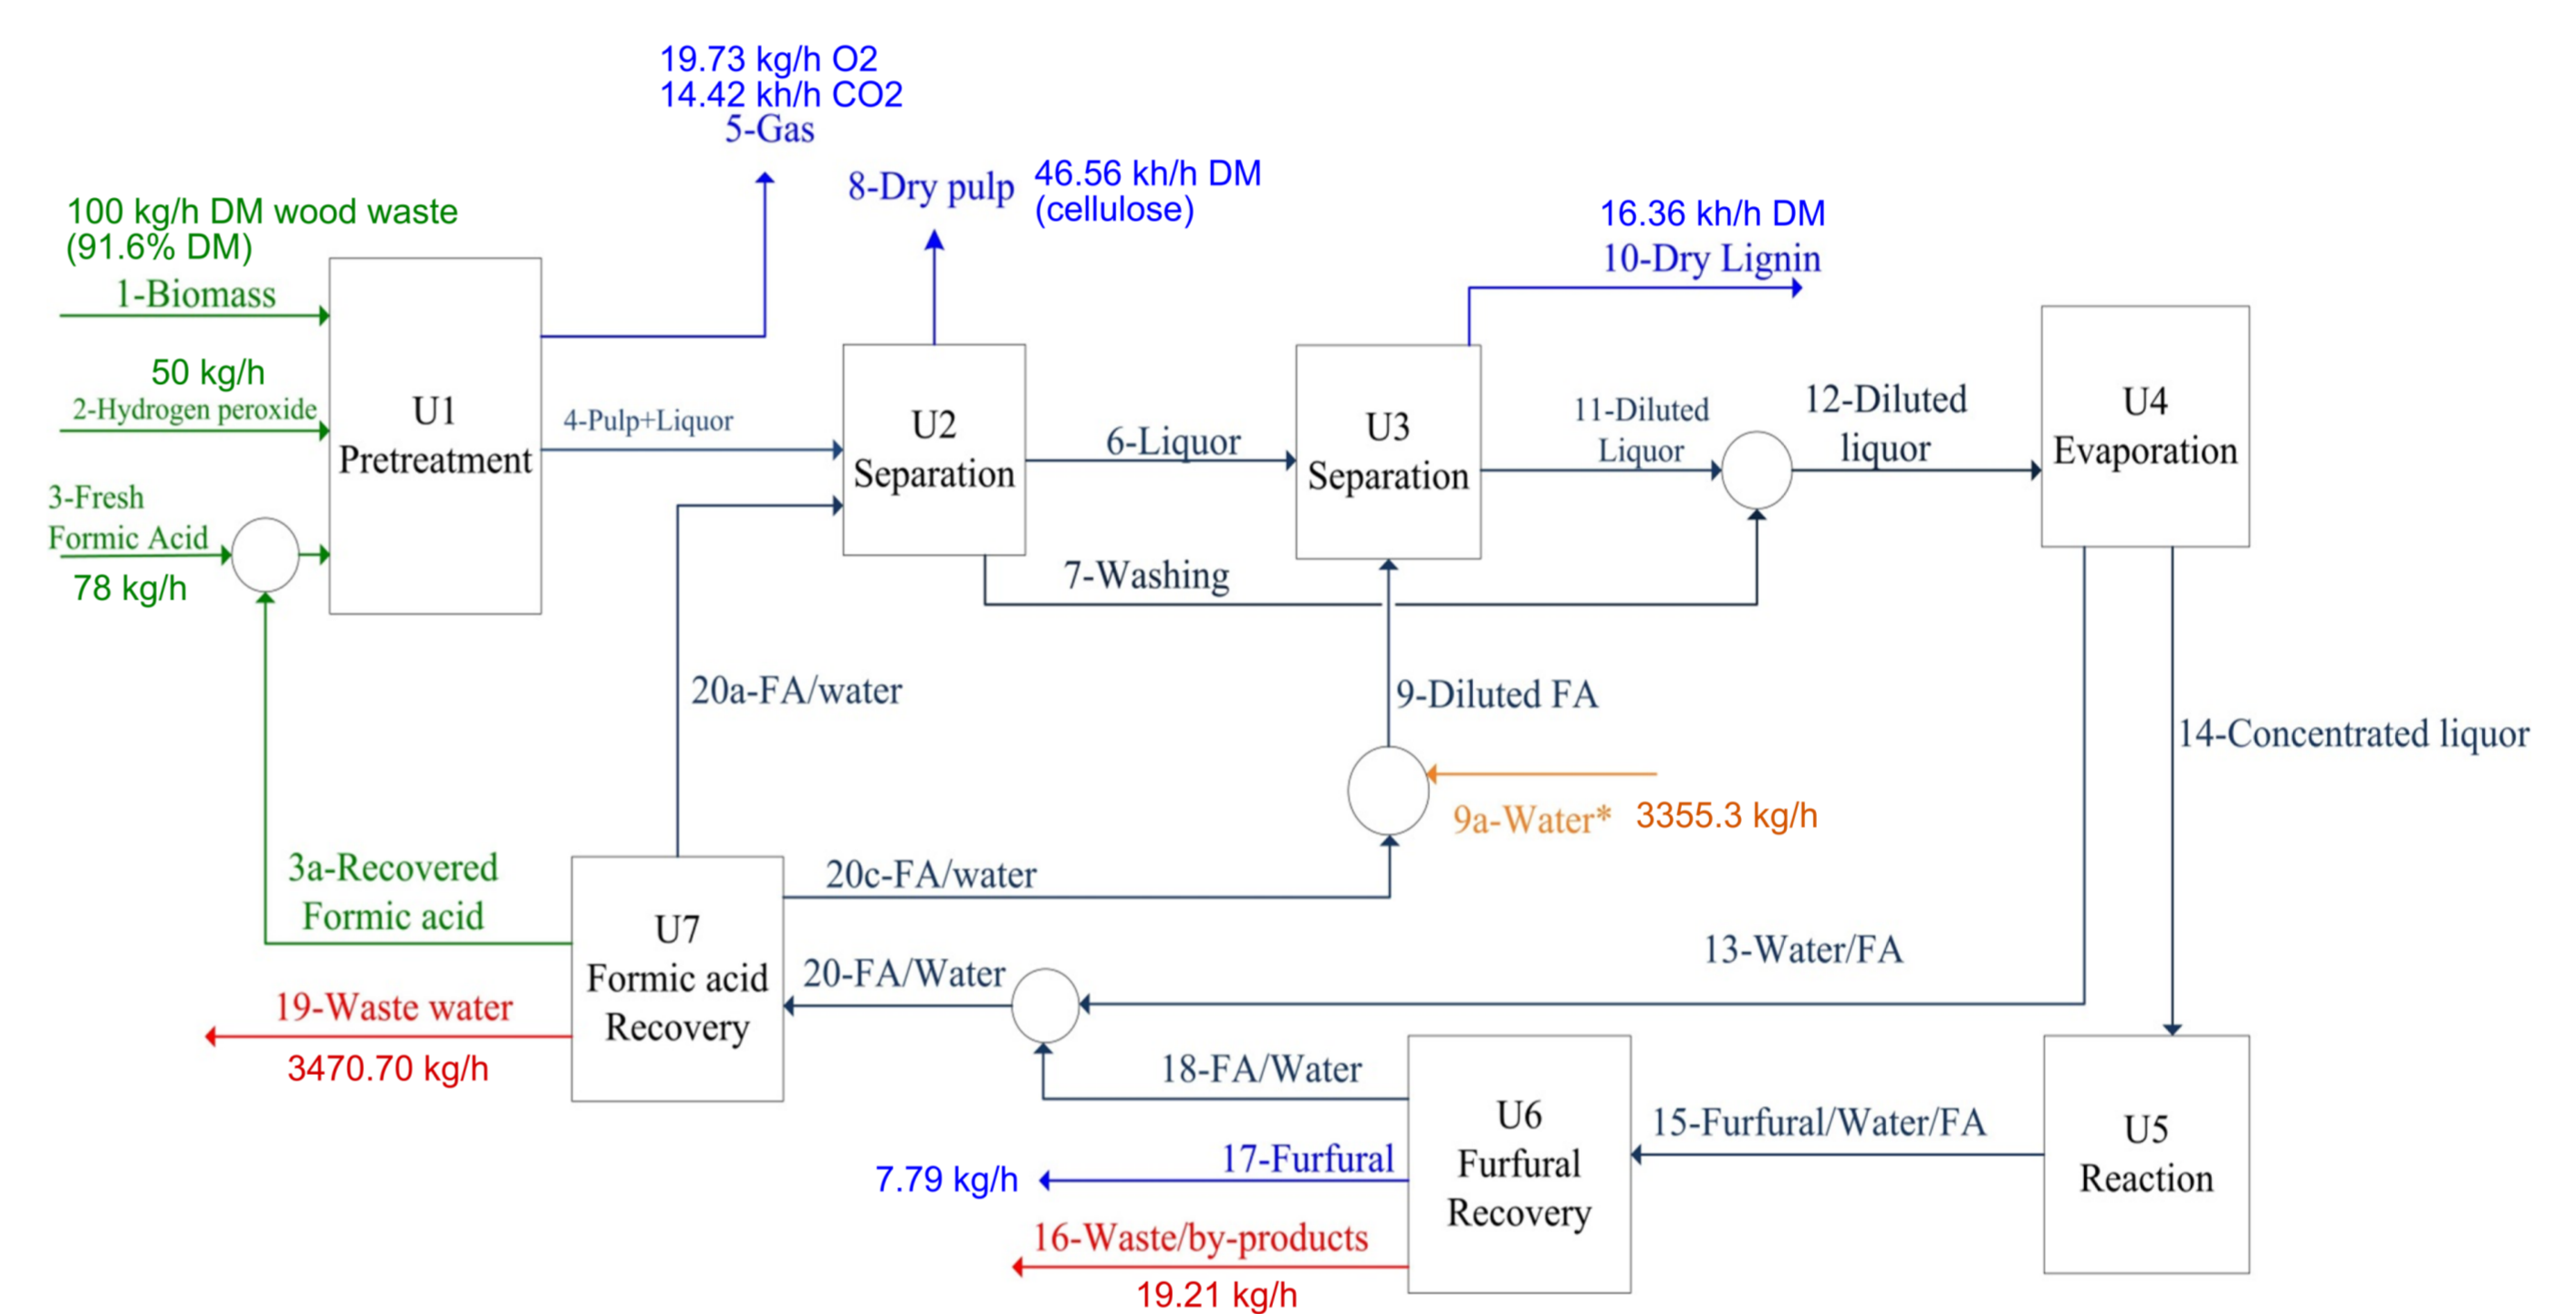 19.73 kg/h O2
14.42 kh/h CO2
5-Gas
8-Dry pulp
46.56 kh/h DM
(cellulose)
100 kg/h DM wood waste
(91.6% DM)
1-Biomass
50 kg/h
2-Hydrogen peroxide
3-Fresh
Formic Acid
78 kg/h
U1
Pretreatment
4-Pulp+Liquor
U2
Separation
6-Liquor
7-Washing
U3
Separation
16.36 kh/h DM
10-Dry Lignin
11-Diluted
Liquor
12-Diluted
liquor
U4
Evaporation
20a-FA/water
9-Diluted FA
9a-Water*
3355.3 kg/h
14-Concentrated liquor
3a-Recovered
Formic acid
20c-FA/water
U7
Formic acid
Recovery
20-FA/Water
13-Water/FA
19-Waste water
3470.70 kg/h
18-FA/Water
7.79 kg/h
17-Furfural
16-Waste/by-products
19.21 kg/h
U6
Furfural
Recovery
15-Furfural/Water/FA
U5
Reaction